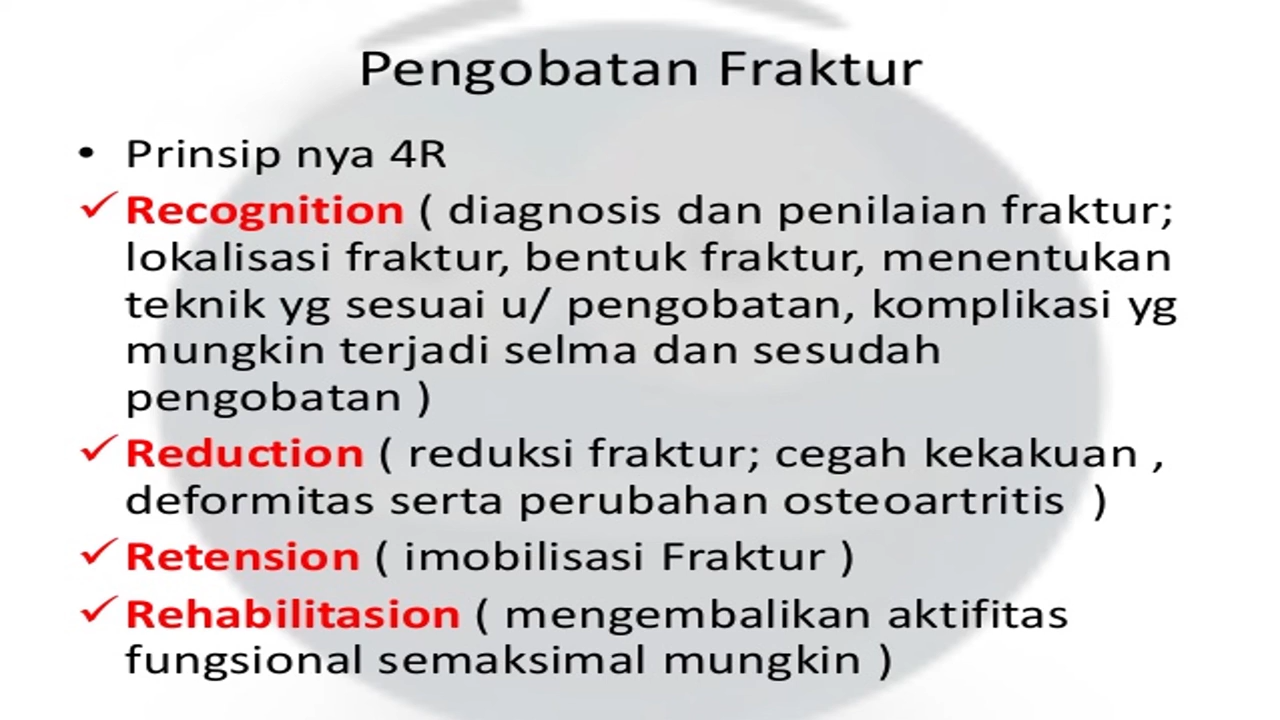 Pengobatan Fraktur
• Prinsip nya 4R
✓ Recognition ( diagnosis dan penilaian fraktur;
lokalisasi fraktur, bentuk fraktur, menentukan
teknik yg sesuai u/ pengobatan, komplikasi yg
mungkin terjadi selma dan sesudah
pengobatan )
✓ Reduction ( reduksi fraktur; cegah kekakuan ,
deformitas serta perubahan osteoartritis )
✓ Retension ( imobilisasi Fraktur )
✓ Rehabilitasion ( mengembalikan aktifitas
fungsional semaksimal mungkin )